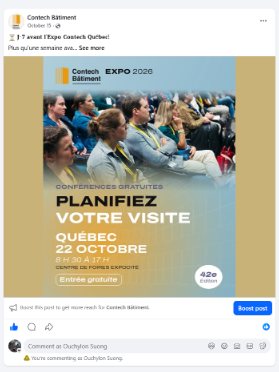 Contech Bâtiment
October 15
⏳ J-7 avant l'Expo Contech Québec!
Plus qu'une semaine ava... See more
Contech Bâtiment EXPO 2026
CONFÉRENCES GRATUITES
PLANIFIEZ
VOTRE VISITE
QUÉBEC
22 OCTOBRE
8 H 30 À 17 H
CENTRE DE FOIRES EXPOCITÉ
Entrée gratuite
42e
Édition
Boost this post to get more reach for Contech Bâtiment.
Boost post
Comment as Duchylon Suong
You're commenting as Duchylon Suong.